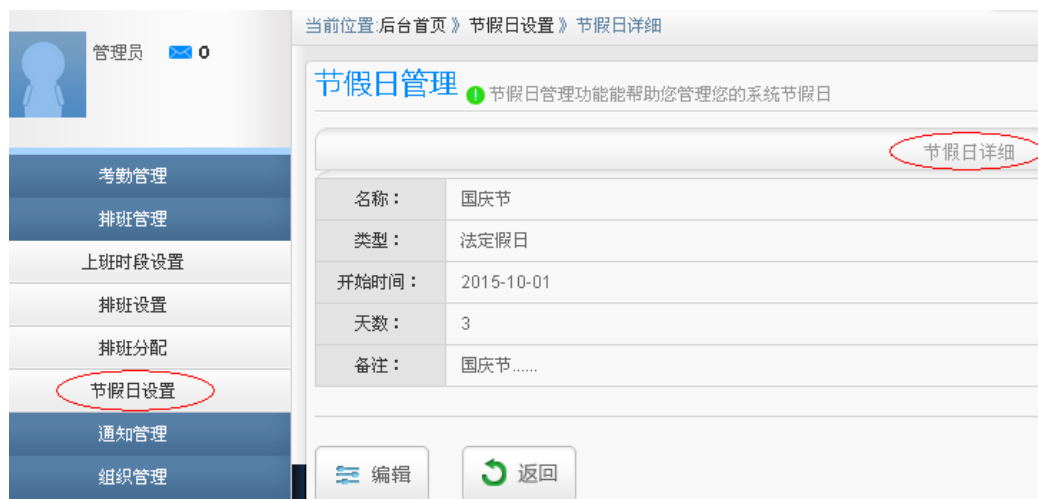 当前位置:后台首页 》 节假日设置 》 节假日详细
管理员 0
节假日管理 节假日管理功能能帮助您管理您的系统节假日
节假日详细
考勤管理
排班管理
上班时段设置
排班设置
排班分配
节假日设置
通知管理
组织管理
名称： 国庆节
类型： 法定假日
开始时间： 2015-10-01
天数： 3
备注： 国庆节......
编辑 返回